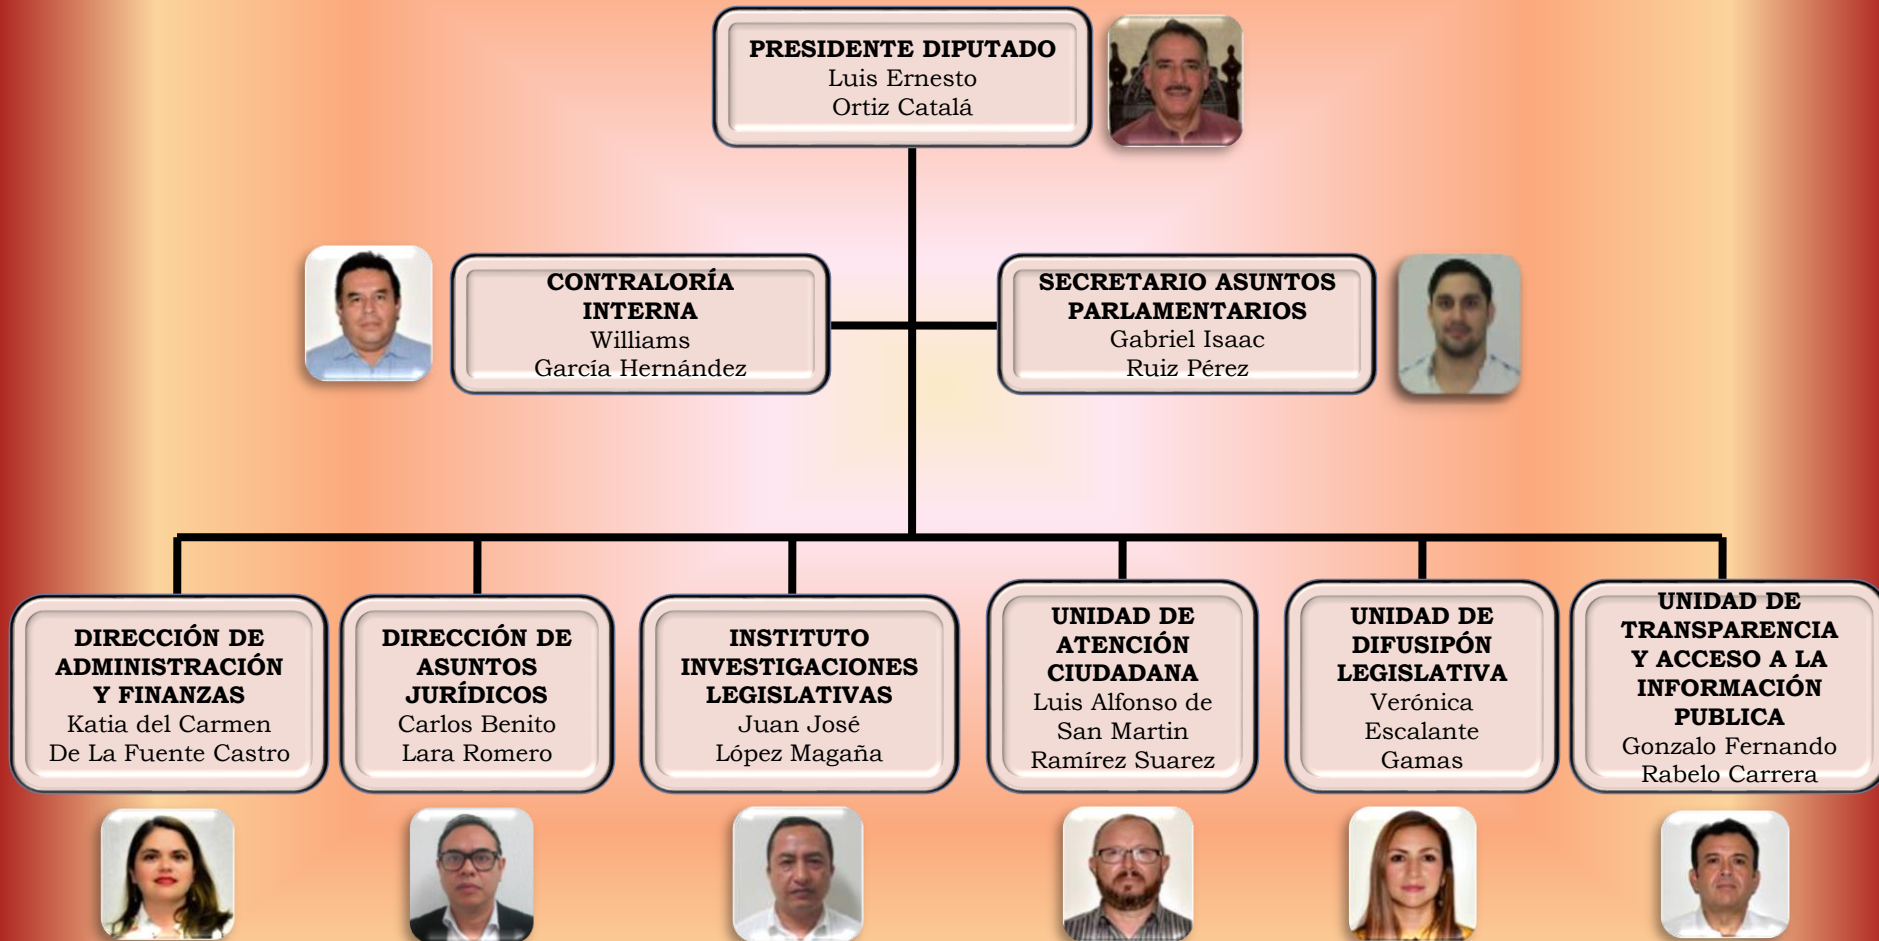 PRESIDENTE DIPUTADO
Luis Ernesto
Ortiz Catalá
CONTRALORÍA
INTERNA
Williams
García Hernández
SECRETARIO ASUNTOS
PARLAMENTARIOS
Gabriel Isaac
Ruiz Pérez
DIRECCIÓN DE
ADMINISTRACIÓN
Y FINANZAS
Katia del Carmen
De La Fuente Castro
DIRECCIÓN DE
ASUNTOS
JURÍDICOS
Carlos Benito
Lara Romero
INSTITUTO
INVESTIGACIONES
LEGISLATIVAS
Juan José
López Magaña
UNIDAD DE
ATENCIÓN
CIUDADANA
Luis Alfonso de
San Martin
Ramírez Suarez
UNIDAD DE
DIFUSIPÓN
LEGISLATIVA
Verónica
Escalante
Gamas
UNIDAD DE
TRANSPARENCIA
Y ACCESO A LA
INFORMACIÓN
PUBLICA
Gonzalo Fernando
Rabelo Carrera